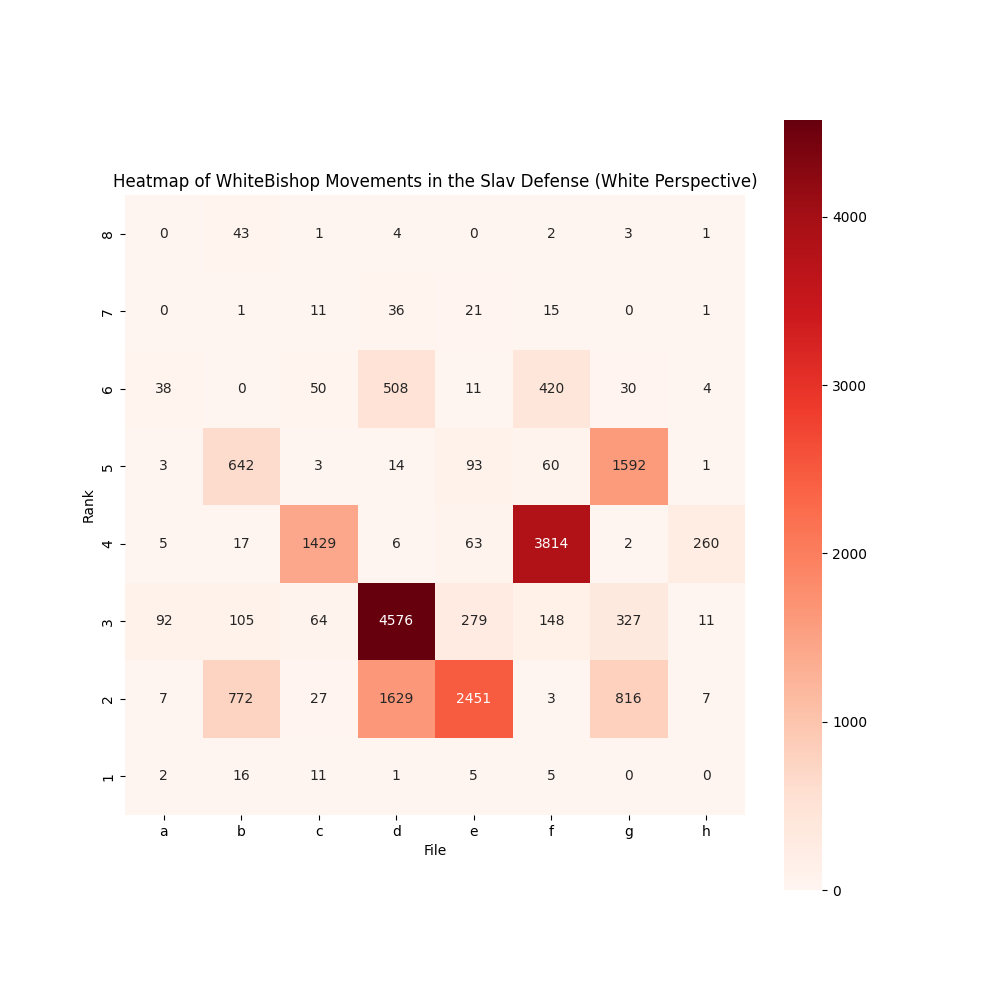 Heatmap of WhiteBishop Movements in the Slav Defense (White Perspective)
8 0 43 1 4 0 2 3 1
7 0 1 11 36 21 15 0 1
6 38 0 50 508 11 420 30 4
5 3 642 3 14 93 60 1592 1
Rank
4 5 17 1429 6 63 3814 2 260
3 92 105 64 4576 279 148 327 11
2 7 772 27 1629 2451 3 816 7
1 2 16 11 1 5 5 0 0
a b c d e f g h
File
4000
3000
2000
1000
0